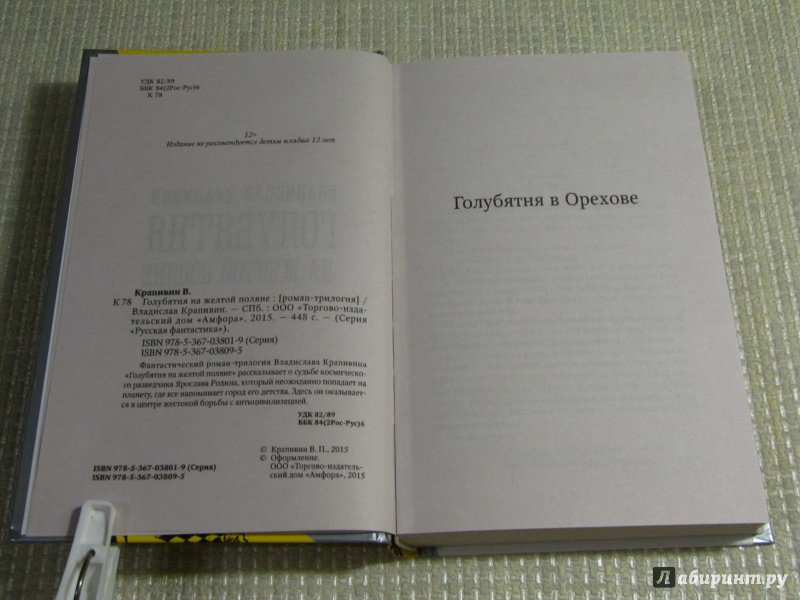 УДК 82/89
ББК 84(2Рос-Рус)6
К 78
12+
Издание не рекомендуется детям младше 12 лет
Крапивин В.
К 78 Голубятня на желтой поляне : [роман-трилогия] /
Владислав Крапивин. — СПб. : ООО «Торгово-изда-
тельский дом «Амфора», 2015. — 448 с. — (Серия
«Русская фантастика»).
ISBN 978-5-367-03801-9 (Серия)
ISBN 978-5-367-03809-5
Фантастический роман-трилогия Владислава Крапивина
«Голубятня на желтой поляне» рассказывает о судьбе космическо-
го разведчика Ярослава Родина, который неожиданно попадает на
планету, где все напоминает город его детства. Здесь он оказывает-
ся в центре жестокой борьбы с антицивилизацией.
УДК 82/89
ББК 84(2Рос-Рус)6
© Крапивин В. П., 2015
© Оформление.
ООО «Торгово-издатель-
ский дом «Амфора», 2015
ISBN 978-5-367-03801-9 (Серия)
ISBN 978-5-367-03809-5
Голубятня в Орехове
Лабиринт.ру